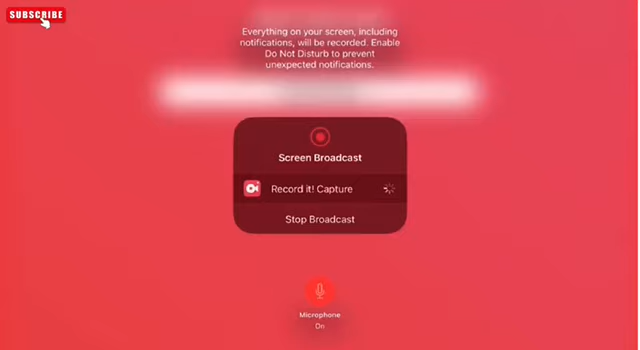 SUBSCRIBE
Everything on your screen, including
notifications, will be recorded. Enable
Do Not Disturb to prevent
unexpected notifications.
Screen Broadcast
Record it! Capture
Stop Broadcast
Microphone
On